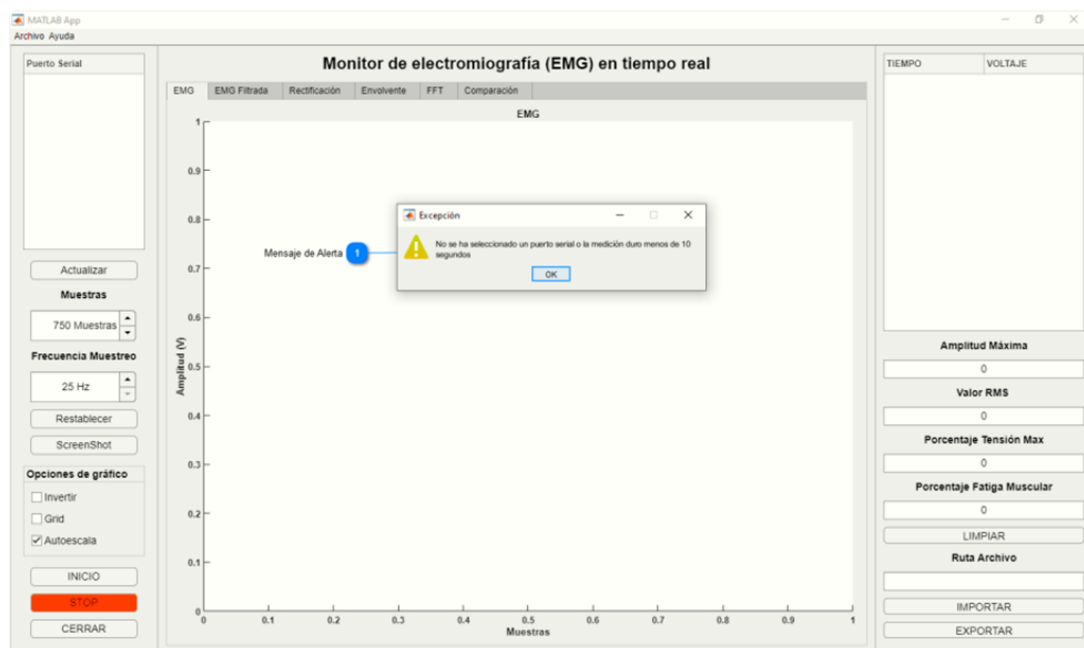 MATLAB App
Archivo Ayuda
Puerto Serial
Actualizar
Muestras
750 Muestras
Frecuencia Muestreo
25 Hz
Restablecer
ScreenShot
Opciones de gráfico
Invertir
Grid
Autoescala
INICIO
STOP
CERRAR
Monitor de electromiografía (EMG) en tiempo real
EMG EMG Filtrada Rectificación Envolvente FFT Comparación
EMG
1
0.9
0.8
0.7
0.6
0.5
0.4
0.3
0.2
0.1
0
Amplitud (V)
0 0.1 0.2 0.3 0.4 0.5 0.6 0.7 0.8 0.9 1
Muestras
Mensaje de Alerta 1
Excepción
No se ha seleccionado un puerto serial o la medición duro menos de 10
segundos
OK
TIEMPO VOLTAJE
Amplitud Máxima
0
Valor RMS
0
Porcentaje Tensión Max
0
Porcentaje Fatiga Muscular
0
LIMPIAR
Ruta Archivo
IMPORTAR
EXPORTAR